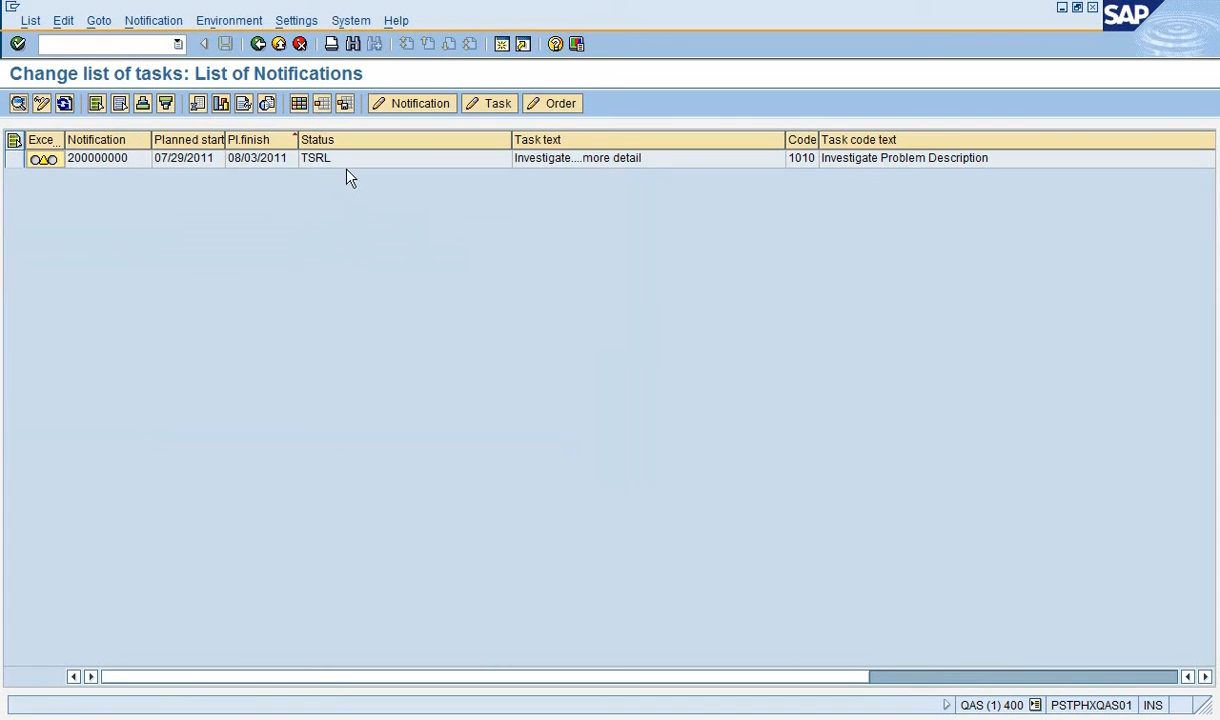 List Edit Goto Notification Environment Settings System Help
SAP
Change list of tasks: List of Notifications
Notification Task Order
Exce... Notification Planned start Pl.finish Status Task text Code Task code text
200000000 07/29/2011 08/03/2011 TSRL Investigate....more detail 1010 Investigate Problem Description
QAS (1) 400 PSTPHXQAS01 INS